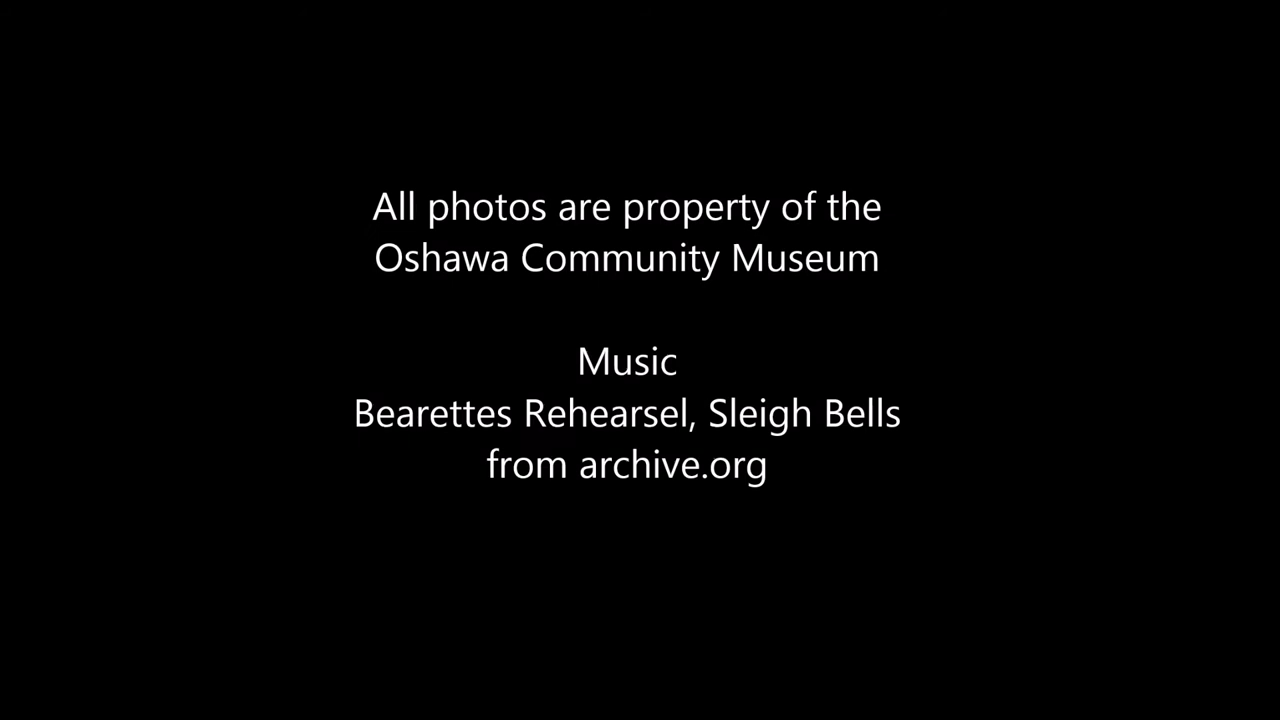 All photos are property of the
Oshawa Community Museum
Music
Bearettes Rehearsel, Sleigh Bells
from archive.org